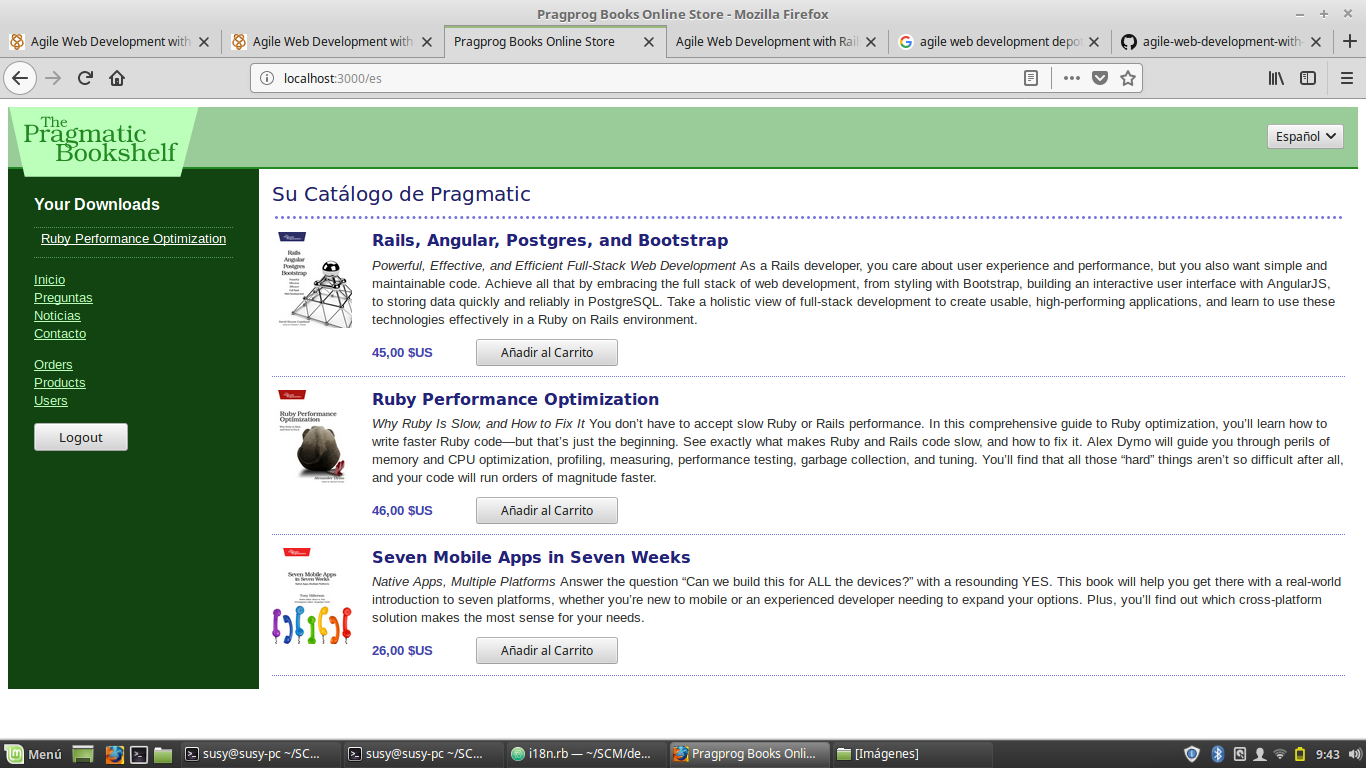 Pragprog Books Online Store - Mozilla Firefox
Agile Web Development with
Agile Web Development with
Pragprog Books Online Store
Agile Web Development with Rail
agile web development depo
agile-web-development-with-
localhost:3000/es
The
Pragmatic
Bookshelf
Español
Your Downloads
Ruby Performance Optimization
Inicio
Preguntas
Noticias
Contacto
Orders
Products
Users
Logout
Su Catálogo de Pragmatic
Rails
Angular
Postgres
Bootstrap
Rails, Angular, Postgres, and Bootstrap
Powerful, Effective, and Efficient Full-Stack Web Development As a Rails developer, you care about user experience and performance, but you also want simple and
maintainable code. Achieve all that by embracing the full stack of web development, from styling with Bootstrap, building an interactive user interface with AngularJS,
to storing data quickly and reliably in PostgreSQL. Take a holistic view of full-stack development to create usable, high-performing applications, and learn to use these
technologies effectively in a Ruby on Rails environment.
45,00 $US
Añadir al Carrito
Ruby Performance
Optimization
Ruby Performance Optimization
Why Ruby Is Slow, and How to Fix It You don’t have to accept slow Ruby or Rails performance. In this comprehensive guide to Ruby optimization, you’ll learn how to
write faster Ruby code—but that’s just the beginning. See exactly what makes Ruby and Rails code slow, and how to fix it. Alex Dymo will guide you through perils of
memory and CPU optimization, profiling, measuring, performance testing, garbage collection, and tuning. You’ll find that all those “hard” things aren’t so difficult after all,
and your code will run orders of magnitude faster.
46,00 $US
Añadir al Carrito
Seven Mobile Apps
in Seven Weeks
Seven Mobile Apps in Seven Weeks
Native Apps, Multiple Platforms Answer the question “Can we build this for ALL the devices?” with a resounding YES. This book will help you get there with a real-world
introduction to seven platforms, whether you’re new to mobile or an experienced developer needing to expand your options. Plus, you’ll find out which cross-platform
solution makes the most sense for your needs.
26,00 $US
Añadir al Carrito
Menú
susy@susy-pc ~/SC...
susy@susy-pc ~/SC...
i18n.rb — ~/SCM/de...
Pragprog Books Onli...
[Imágenes]
9:43